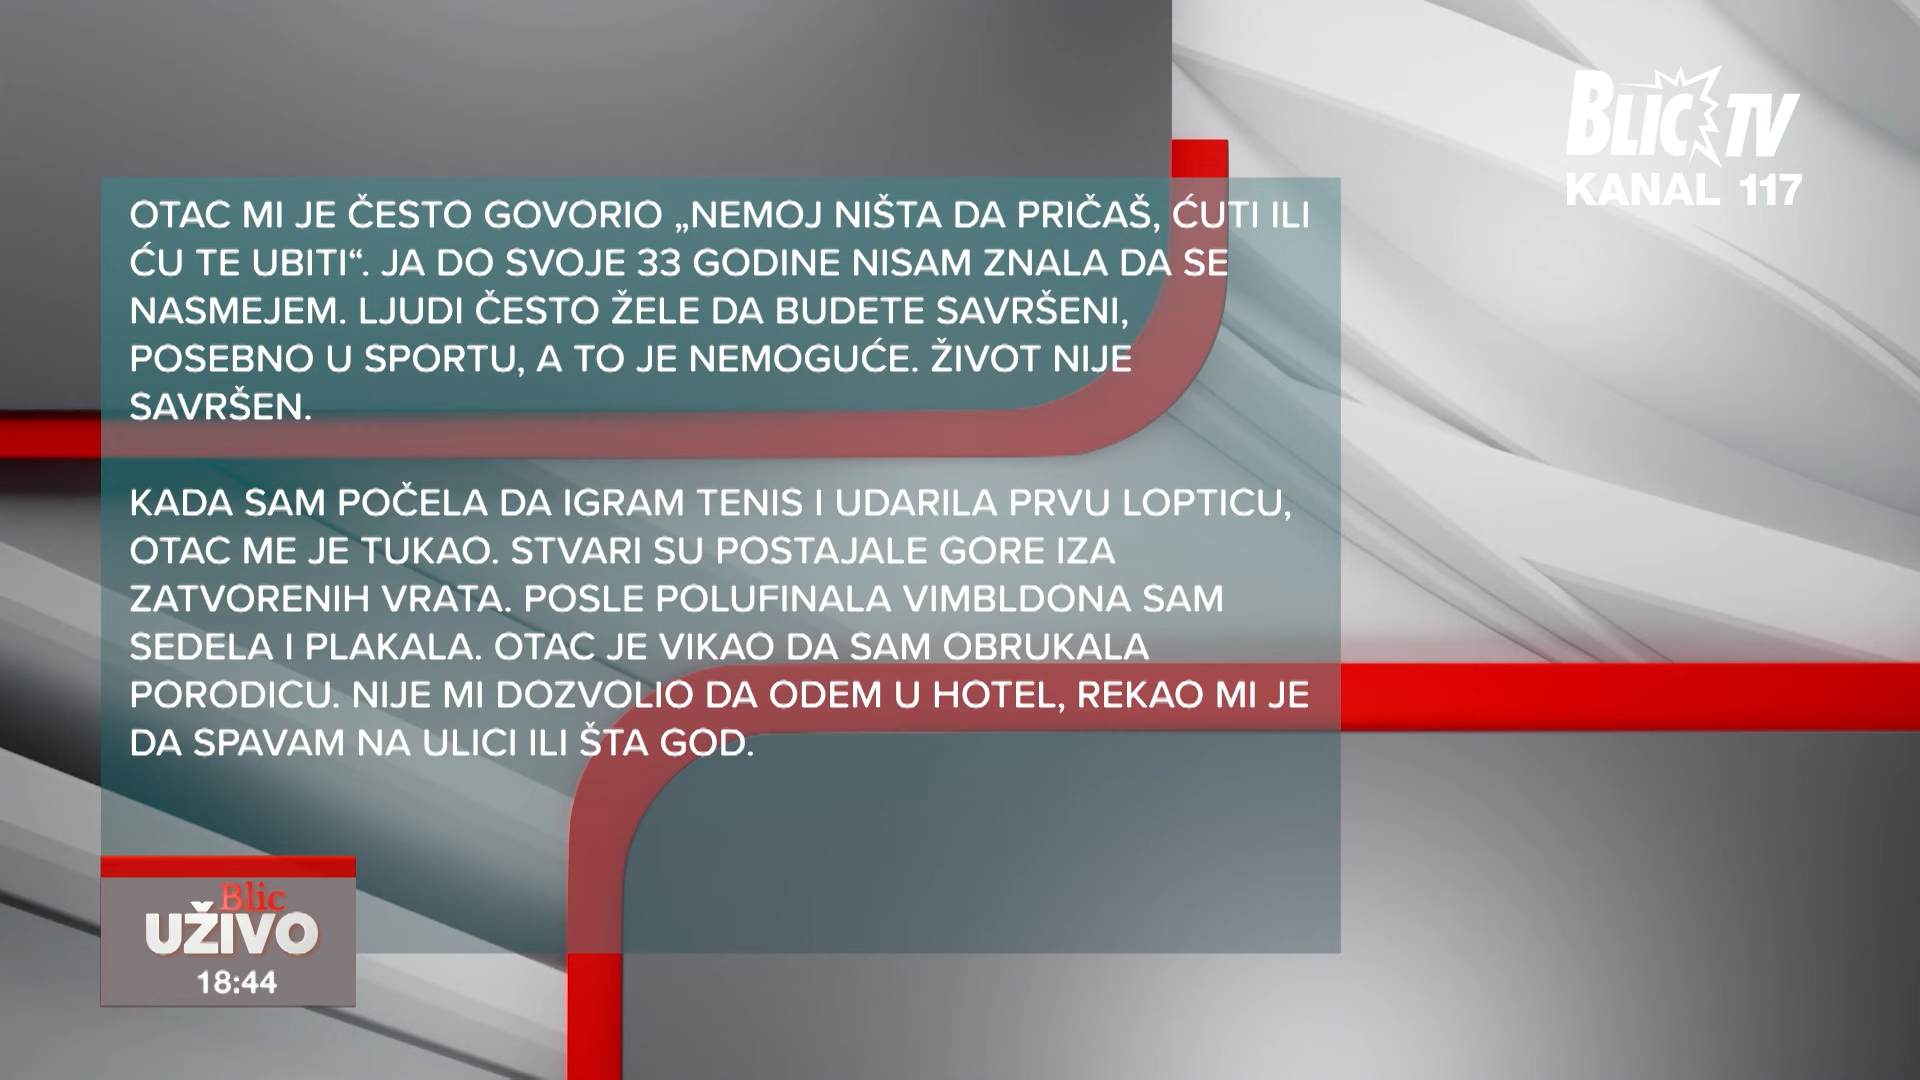 BLIC TV
KANAL 117
OTAC MI JE ČESTO GOVORIO „NEMOJ NIŠTA DA PRIČAŠ, ĆUTI ILI
ĆU TE UBITI“. JA DO SVOJE 33 GODINE NISAM ZNALA DA SE
NASMEJEM. LJUDI ČESTO ŽELE DA BUDETE SAVRŠENI,
POSEBNO U SPORTU, A TO JE NEMOGUĆE. ŽIVOT NIJE
SAVRŠEN.
KADA SAM POČELA DA IGRAM TENIS I UDARILA PRVU LOPTICU,
OTAC ME JE TUKAO. STVARI SU POSTAJALE GORE IZA
ZATVORENIH VRATA. POSLE POLUFINALA VIMBLDONA SAM
SEDELA I PLAKALA. OTAC JE VIKAO DA SAM OBRUKALA
PORODICU. NIJE MI DOZVOLIO DA ODEM U HOTEL, REKAO MI JE
DA SPAVAM NA ULICI ILI ŠTA GOD.
Blic
UŽIVO
18:44